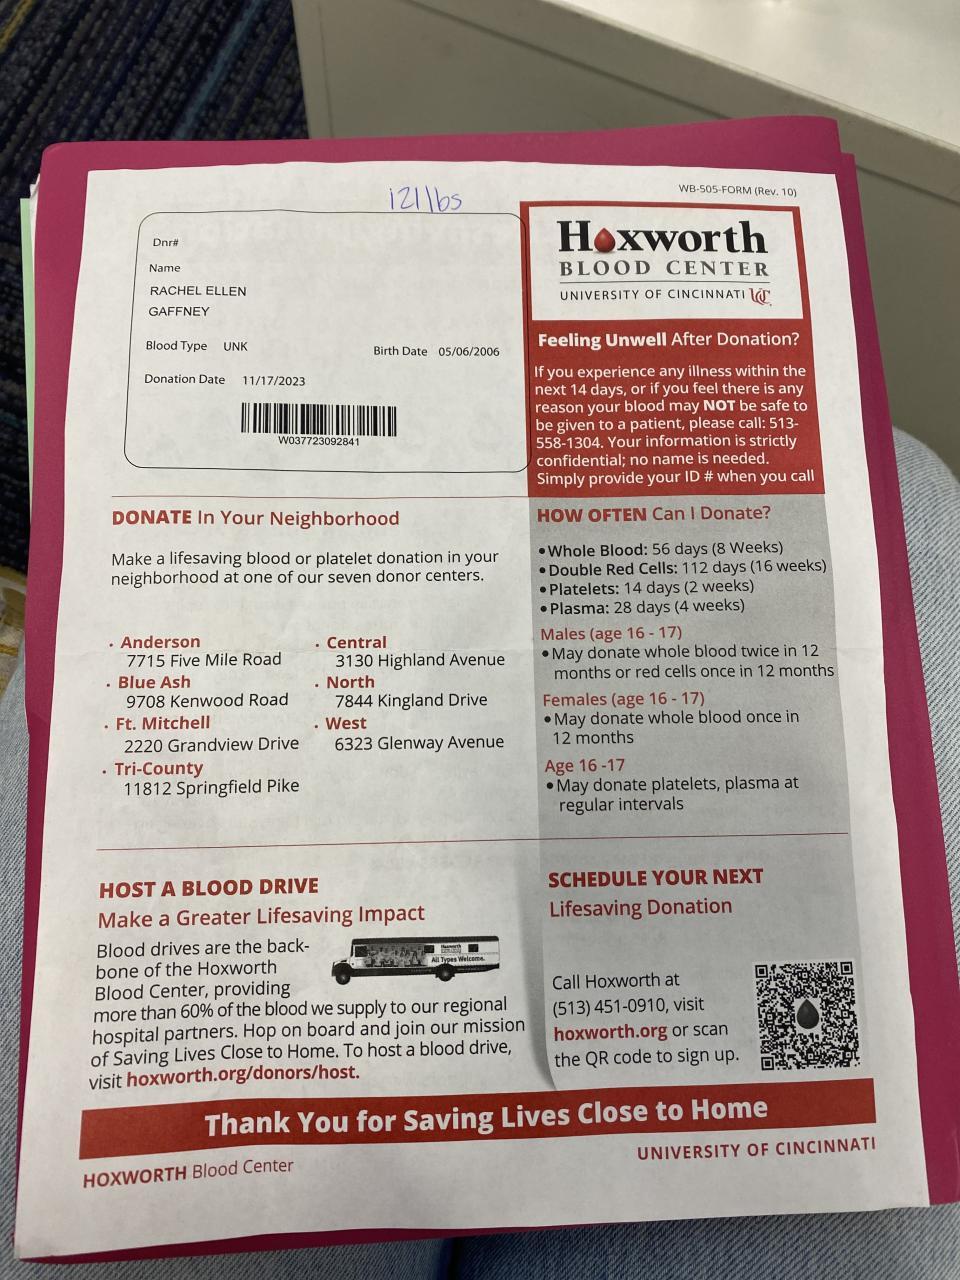 121lbs
WB-505-FORM (Rev. 10)
Dnr#
Name
RACHEL ELLEN
GAFFNEY
Blood Type UNK
Birth Date 05/06/2006
Donation Date 11/17/2023
W037723092841
Hoxworth
BLOOD CENTER
UNIVERSITY OF CINCINNATI UC
Feeling Unwell After Donation?
If you experience any illness within the
next 14 days, or if you feel there is any
reason your blood may NOT be safe to
be given to a patient, please call: 513-
558-1304. Your information is strictly
confidential; no name is needed.
Simply provide your ID # when you call
DONATE In Your Neighborhood
Make a lifesaving blood or platelet donation in your
neighborhood at one of our seven donor centers.
· Anderson
7715 Five Mile Road
· Blue Ash
9708 Kenwood Road
· Ft. Mitchell
2220 Grandview Drive
· Tri-County
11812 Springfield Pike
· Central
3130 Highland Avenue
· North
7844 Kingland Drive
· West
6323 Glenway Avenue
HOW OFTEN Can I Donate?
• Whole Blood: 56 days (8 Weeks)
• Double Red Cells: 112 days (16 weeks)
• Platelets: 14 days (2 weeks)
• Plasma: 28 days (4 weeks)
Males (age 16 - 17)
• May donate whole blood twice in 12
months or red cells once in 12 months
Females (age 16 - 17)
• May donate whole blood once in
12 months
Age 16 -17
• May donate platelets, plasma at
regular intervals
HOST A BLOOD DRIVE
Make a Greater Lifesaving Impact
Blood drives are the back-
bone of the Hoxworth
Blood Center, providing
more than 60% of the blood we supply to our regional
hospital partners. Hop on board and join our mission
of Saving Lives Close to Home. To host a blood drive,
visit hoxworth.org/donors/host.
Hoxworth
All Types Welcome.
SCHEDULE YOUR NEXT
Lifesaving Donation
Call Hoxworth at
(513) 451-0910, visit
hoxworth.org or scan
the QR code to sign up.
Thank You for Saving Lives Close to Home
HOXWORTH Blood Center
UNIVERSITY OF CINCINNATI